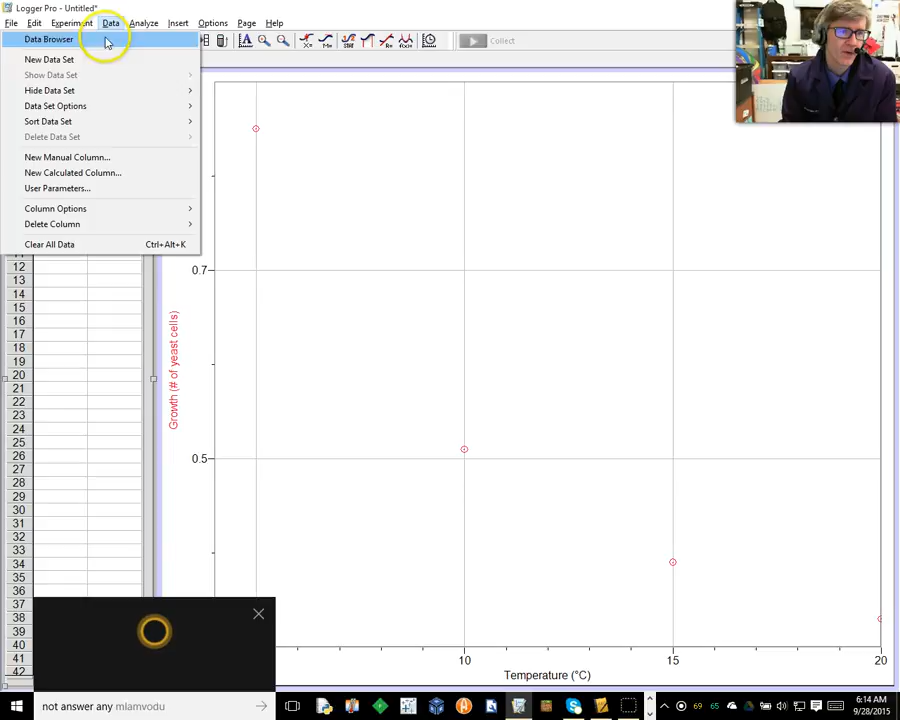 Logger Pro - Untitled*
File Edit Experiment Data Analyze Insert Options Page Help
Data Browser
New Data Set
Show Data Set
Hide Data Set
Data Set Options
Sort Data Set
Delete Data Set
New Manual Column...
New Calculated Column...
User Parameters...
Column Options
Delete Column
Clear All Data Ctrl+Alt+K
Collect
12
13
14
15
16
17
18
19
20
21
22
23
24
25
26
27
28
29
30
31
32
33
34
35
36
37
38
39
40
41
42
0.7
0.5
Growth (# of yeast cells)
10 15 20
Temperature (°C)
not answer any mlamvodu
69 65
6:14 AM
9/28/2015